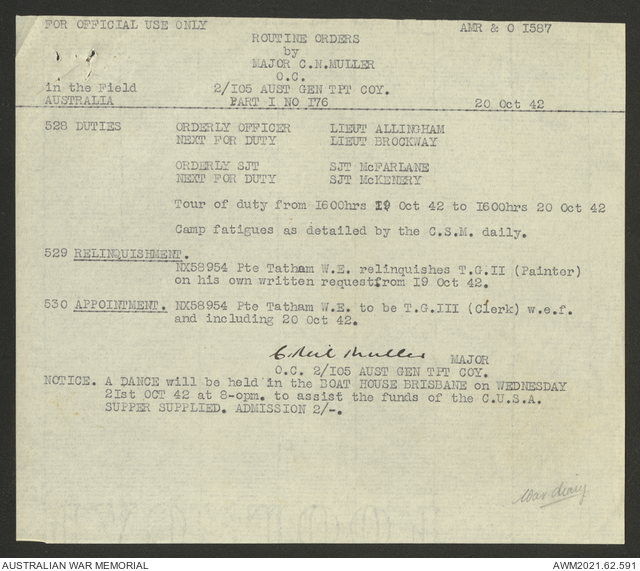 FOR OFFICIAL USE ONLY AMR & O 1587
ROUTINE ORDERS
by
MAJOR C.N.MULLER
O.C.
in the Field 2/105 AUST GEN TPT COY.
AUSTRALIA PART I NO 176 20 Oct 42
528 DUTIES ORDERLY OFFICER LIEUT ALLINGHAM
NEXT FOR DUTY LIEUT BROCKWAY
ORDERLY SJT SJT McFARLANE
NEXT FOR DUTY SJT McKENERY
Tour of duty from 1600hrs 19 Oct 42 to 1600hrs 20 Oct 42
Camp fatigues as detailed by the C.S.M. daily.
529 RELINQUISHMENT.
NX58954 Pte Tatham W.E. relinquishes T.G.II (Painter)
on his own written request from 19 Oct 42.
530 APPOINTMENT. NX58954 Pte Tatham W.E. to be T.G.III (Clerk) w.e.f.
and including 20 Oct 42.
C Neil Muller MAJOR
O.C. 2/105 AUST GEN TPT COY.
NOTICE. A DANCE will be held in the BOAT HOUSE BRISBANE on WEDNESDAY
21st OCT 42 at 8-opm. to assist the funds of the C.U.S.A.
SUPPER SUPPLIED. ADMISSION 2/-.
War diary
AUSTRALIAN WAR MEMORIAL AWM2021.62.591